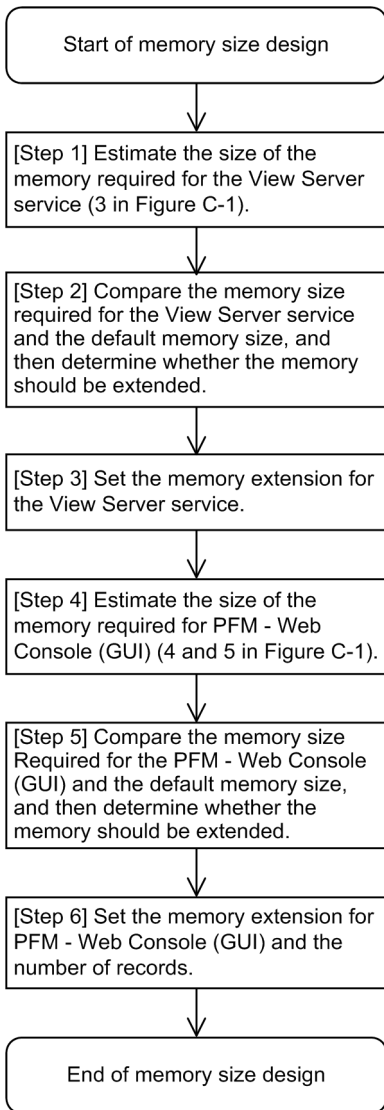 Start of memory size design
[Step 1] Estimate the size of the
memory required for the View Server
service (3 in Figure C-1).
[Step 2] Compare the memory size
required for the View Server service
and the default memory size, and
then determine whether the memory
should be extended.
[Step 3] Set the memory extension for
the View Server service.
[Step 4] Estimate the size of the
memory required for PFM - Web
Console (GUI) (4 and 5 in Figure C-1).
[Step 5] Compare the memory size
Required for the PFM - Web Console
(GUI) and the default memory size,
and then determine whether the
memory should be extended.
[Step 6] Set the memory extension for
PFM - Web Console (GUI) and the
number of records.
End of memory size design